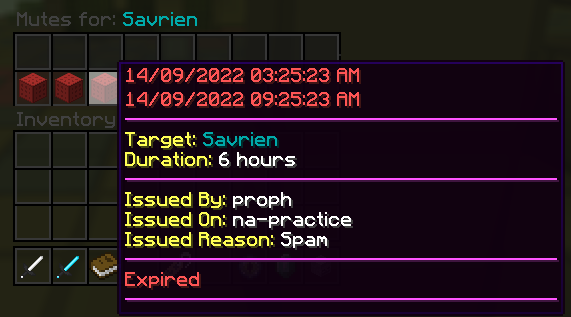 Mutes for: Savrien
14/09/2022 03:25:23 AM
14/09/2022 09:25:23 AM
Inventory
Target: Savrien
Duration: 6 hours
Issued By: proph
Issued On: na-practice
Issued Reason: Spam
Expired